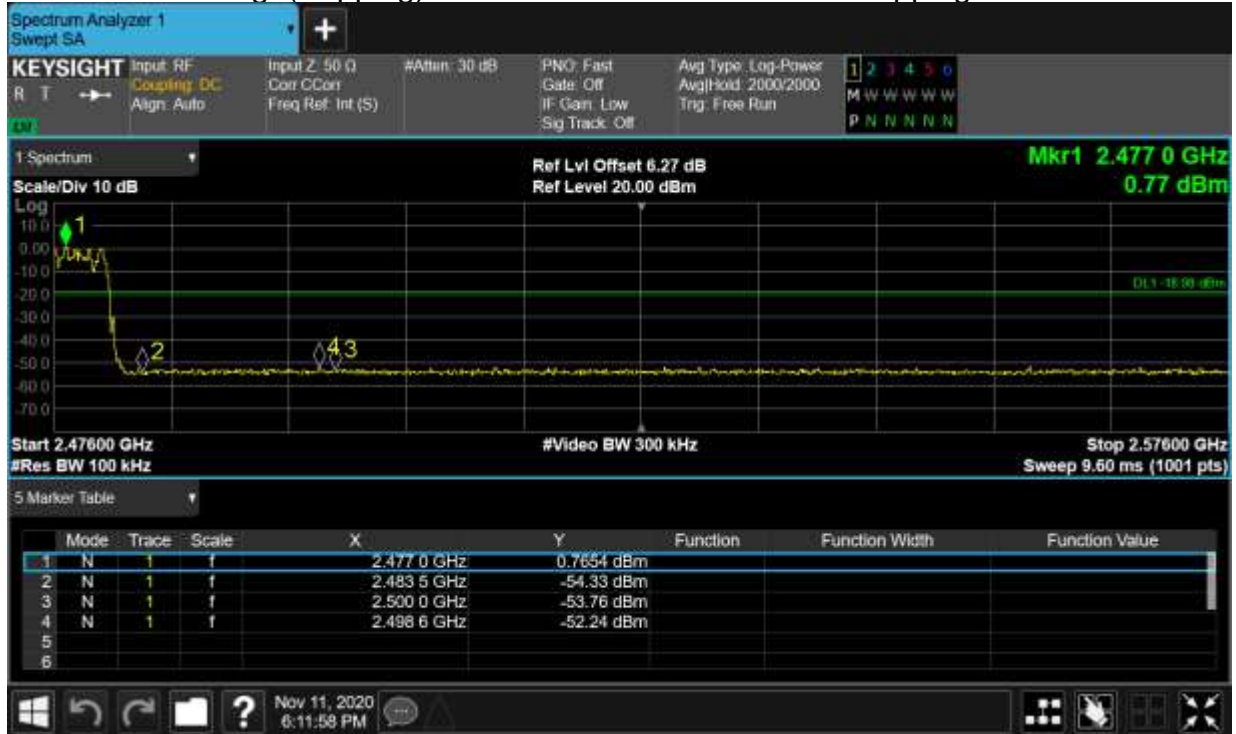 Spectrum Analyzer 1
Swept SA
+
KEYSIGHT Input: RF Input Z: 50 Ω #Atten: 30 dB PNO: Fast Avg Type: Log-Power 1 2 3 4 5 6
R T Coupling: DC Corr CCorr Gate: Off Avg|Hold: 2000/2000 M W W W W W
Align: Auto Freq Ref: Int (S) IF Gain: Low Trig: Free Run
Sig Track: Off P N N N N N
1 Spectrum Ref Lvl Offset 6.27 dB Mkr1 2.477 0 GHz
Scale/Div 10 dB Ref Level 20.00 dBm 0.77 dBm
Log
10.0 1
0.00
-10.0
DL1 -18.98 dBm
-20.0
-30.0
-40.0 2 4 3
-50.0
-60.0
-70.0
Start 2.47600 GHz #Video BW 300 kHz Stop 2.57600 GHz
#Res BW 100 kHz Sweep 9.60 ms (1001 pts)
5 Marker Table
Mode Trace Scale X Y Function Function Width Function Value
1 N 1 f 2.477 0 GHz 0.7654 dBm
2 N 1 f 2.483 5 GHz -54.33 dBm
3 N 1 f 2.500 0 GHz -53.76 dBm
4 N 1 f 2.498 6 GHz -52.24 dBm
5
6
? Nov 11, 2020
6:11:58 PM